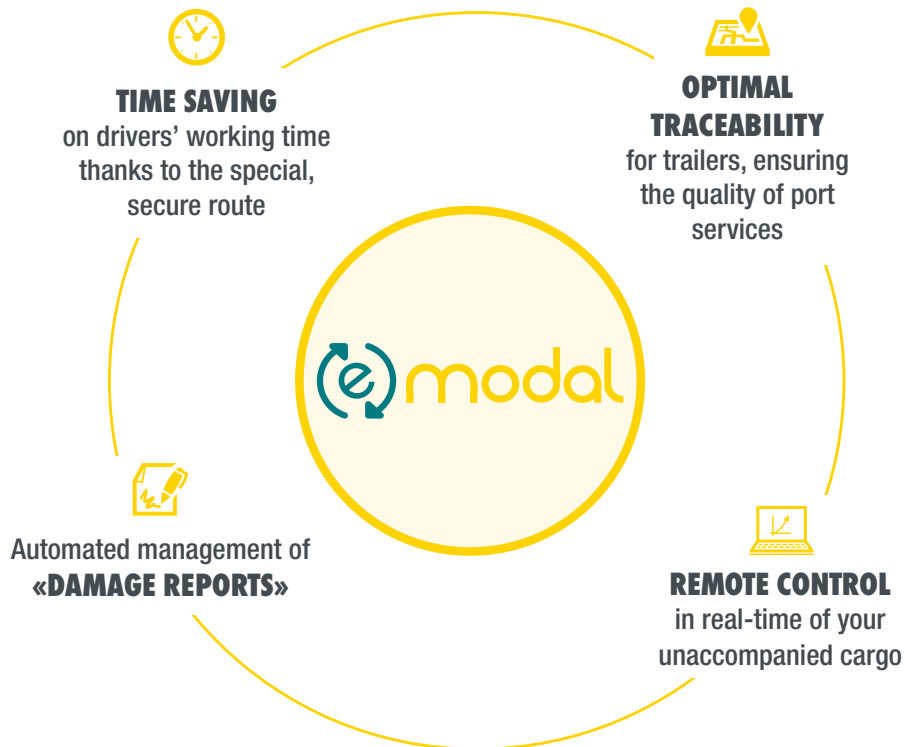 TIME SAVING
on drivers’ working time
thanks to the special,
secure route
OPTIMAL
TRACEABILITY
for trailers, ensuring
the quality of port
services
e modal
Automated management of
«DAMAGE REPORTS»
REMOTE CONTROL
in real-time of your
unaccompanied cargo